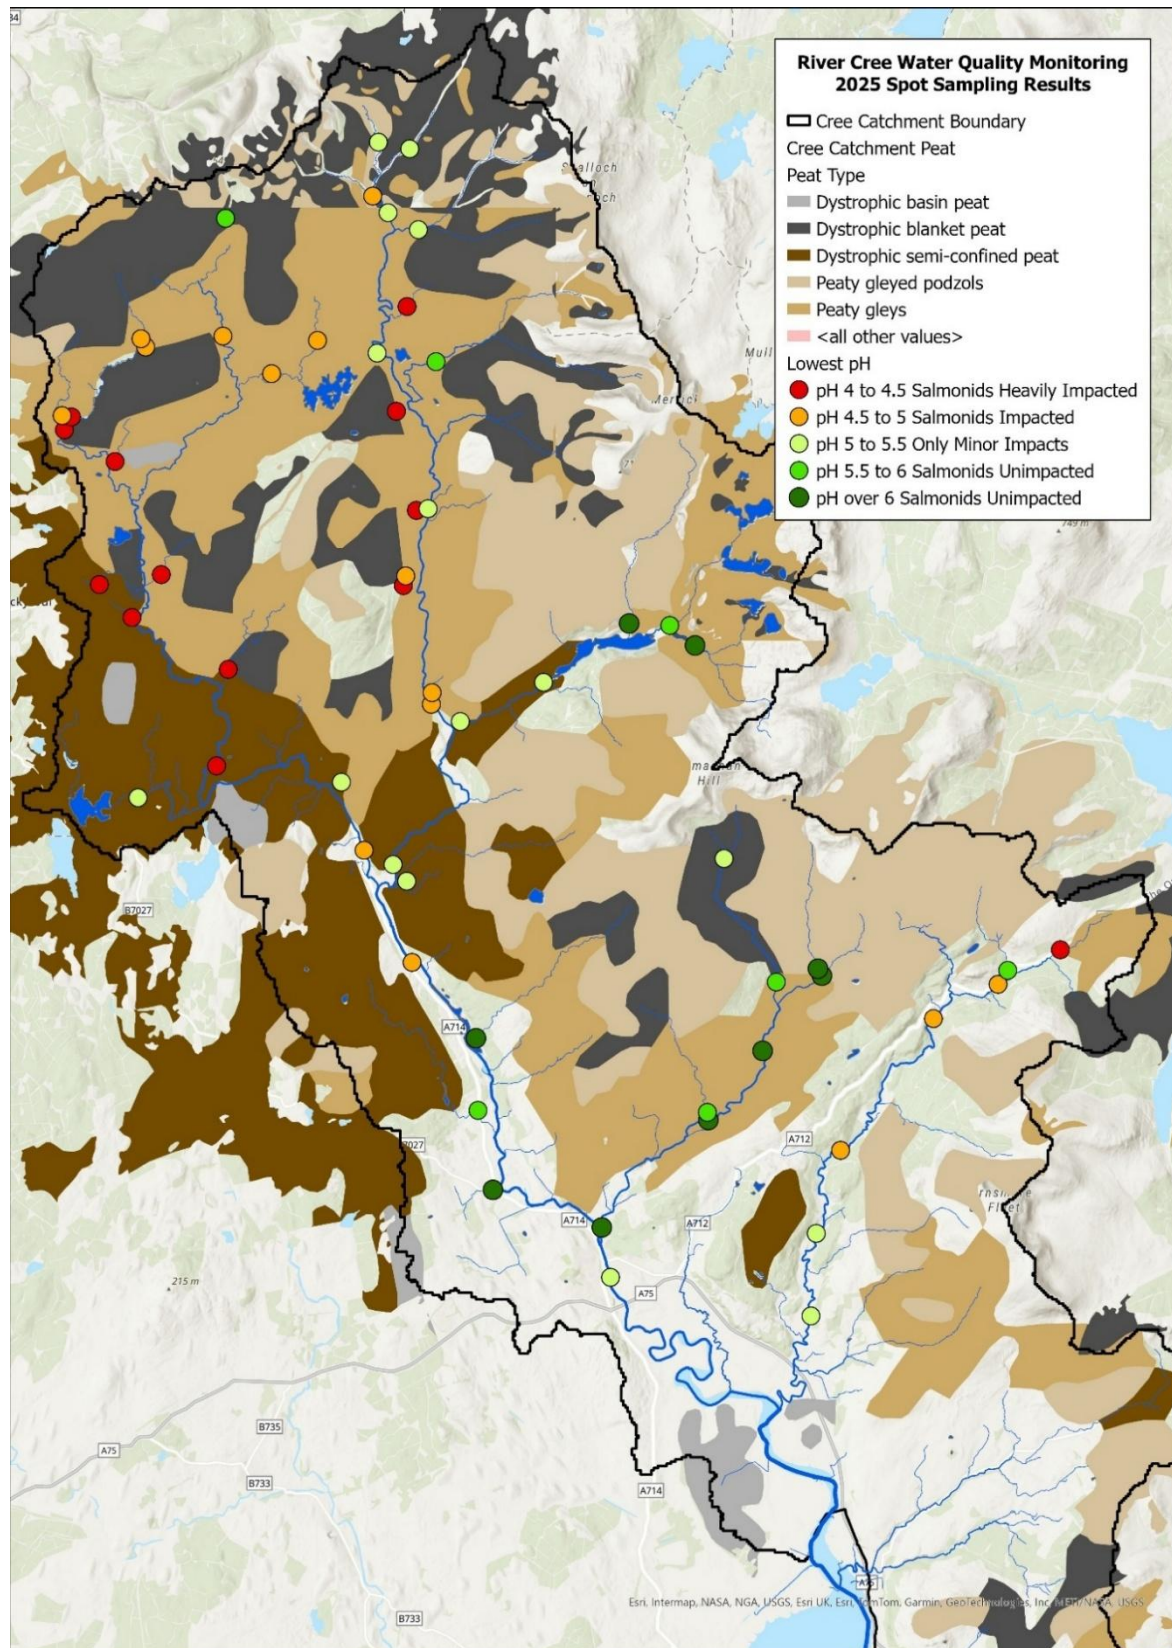 River Cree Water Quality Monitoring
2025 Spot Sampling Results
Cree Catchment Boundary
Cree Catchment Peat
Peat Type
Dystrophic basin peat
Dystrophic blanket peat
Dystrophic semi-confined peat
Peaty gleyed podzols
Peaty gleys
<all other values>
Lowest pH
pH 4 to 4.5 Salmonids Heavily Impacted
pH 4.5 to 5 Salmonids Impacted
pH 5 to 5.5 Only Minor Impacts
pH 5.5 to 6 Salmonids Unimpacted
pH over 6 Salmonids Unimpacted
Merrick
749 m
Hill
B7027
A714
7027
A712
A714
A712
A75
215 m
B735
A75
B733
A714
A75
B733
Esri, Intermap, NASA, NGA, USGS, Esri UK, Esri, TomTom, Garmin, GeoTechnologies, Inc, METI/NASA, USGS